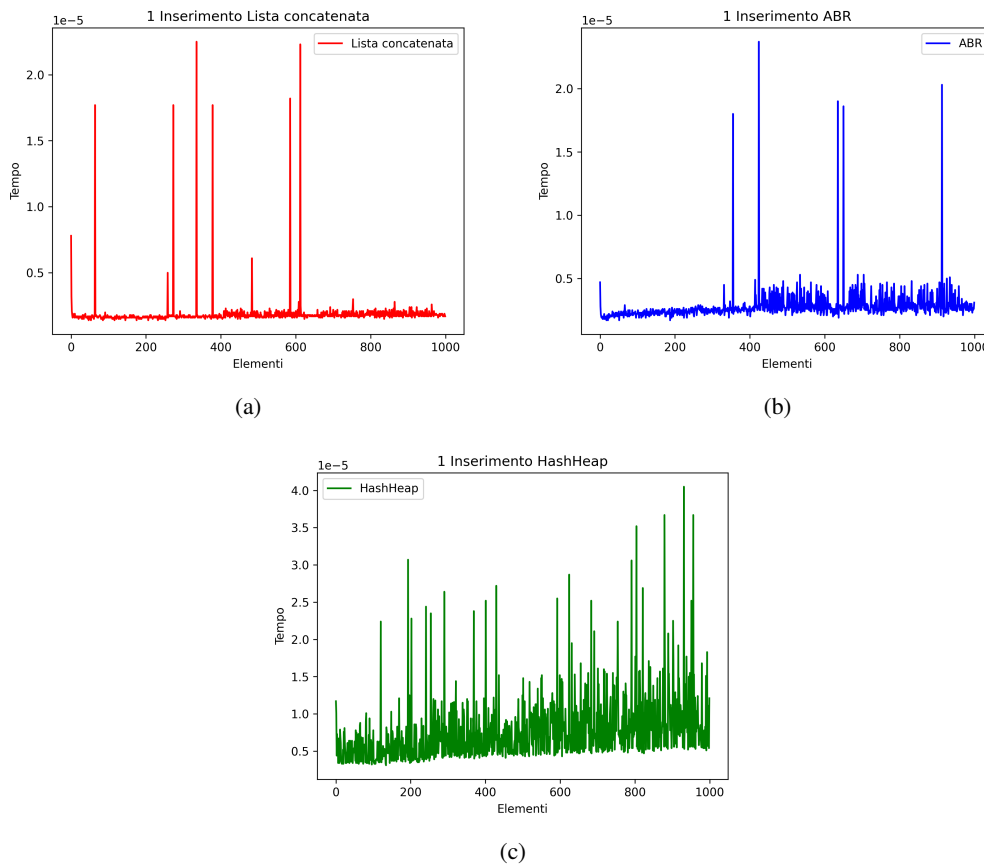 1 Inserimento Lista concatenata
1e−5
Lista concatenata
2.0
1.5
1.0
0.5
Tempo
0 200 400 600 800 1000
Elementi
(a)
1 Inserimento ABR
1e−5
ABR
2.0
1.5
1.0
0.5
Tempo
0 200 400 600 800 1000
Elementi
(b)
1 Inserimento HashHeap
1e−5
HashHeap
4.0
3.5
3.0
2.5
2.0
1.5
1.0
0.5
Tempo
0 200 400 600 800 1000
Elementi
(c)